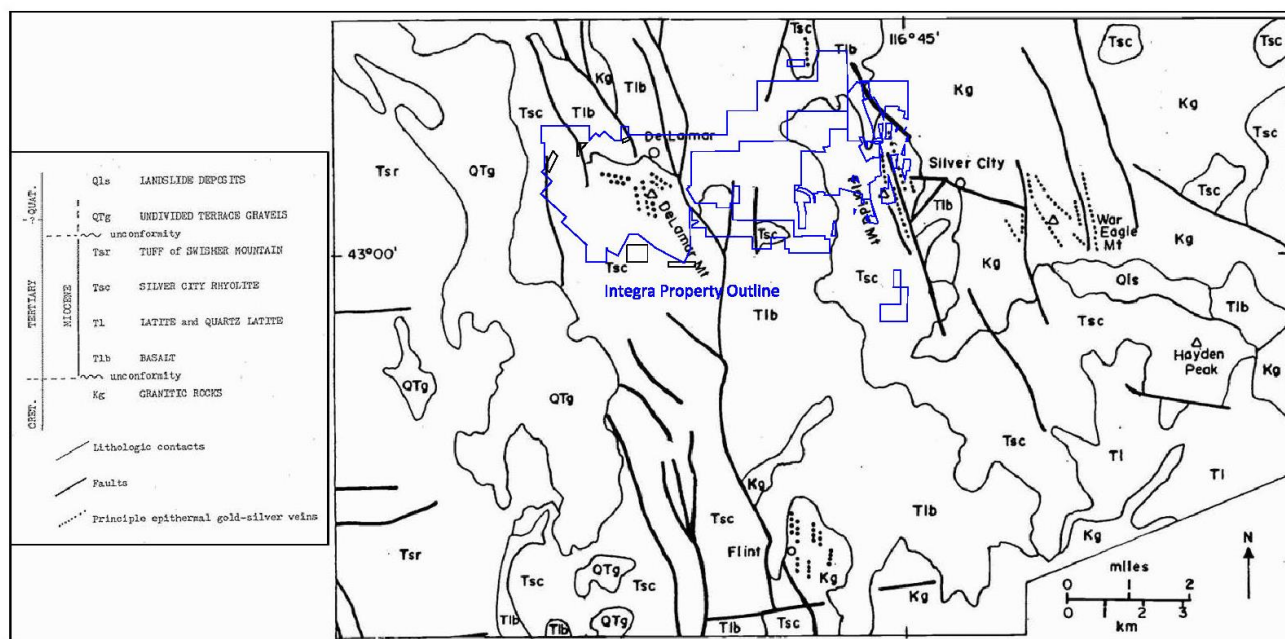 →QUAT.
TERTIARY
CRET.
MIOCENE
Qls LANDSLIDE DEPOSITS
QTg UNDIVIDED TERRACE GRAVELS
unconformity
Tsr TUFF OF SWISHER MOUNTAIN
Tsc SILVER CITY RHYOLITE
Tl LATITE and QUARTZ LATITE
Tlb BASALT
unconformity
Kg GRANITIC ROCKS
Lithologic contacts
Faults
Principle epithermal gold-silver veins
Tsc
116°45'
Tlb
Tsc
Tsc
Kg
Tlb
Kg
Kg
Tsc
Tlb
Tsc
De Lamar
Tsr
QTg
Silver City
Tsc
DeLamar Mt
Florida Mt
Tlb
War
Eagle
Mt
Tsc
Kg
43°00'
Tsc
Tsc
Kg
Qls
Integra Property Outline
Tlb
Tlb
Tsc
Hayden
Peak
Kg
QTg
QTg
Tsc
Tl
Tl
Kg
Tsc
Tlb
Tsr
Flint
Kg
Kg
N
miles
0 2
0 1 2 3
km
Tsc
QTg
Tsc
Kg
Tlb
Tlb
QTg
Tlb
Tsc